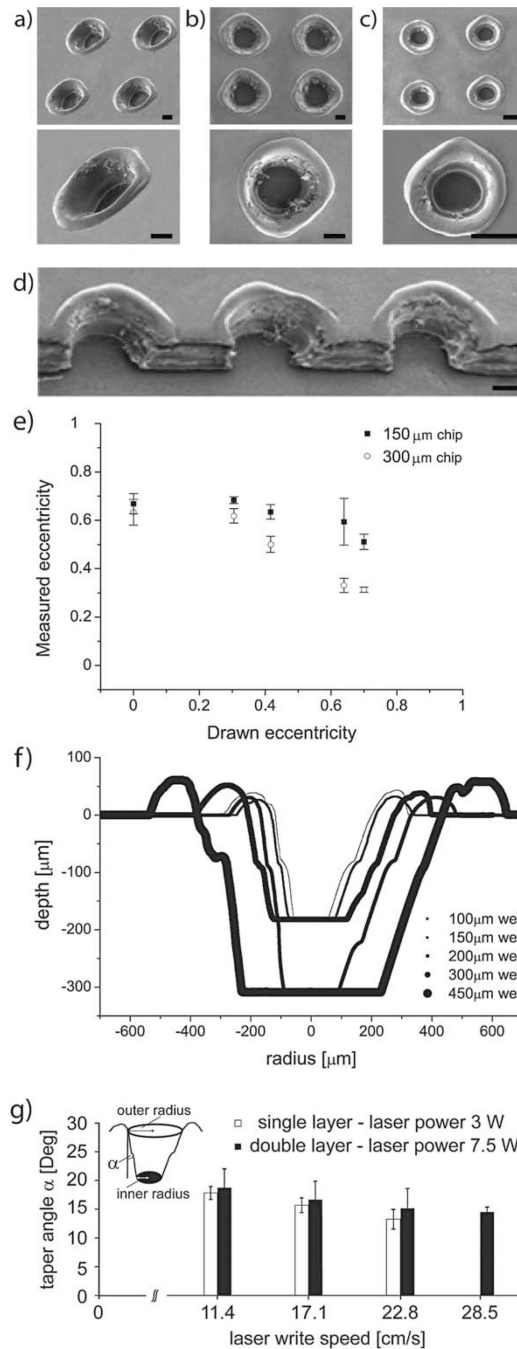 a)
b)
c)
d)
e)
1
0.8
0.6
0.4
0.2
0
Measured eccentricity
150 μm chip
300 μm chip
0
0.2
0.4
0.6
0.8
1
Drawn eccentricity
f)
100
0
-100
-200
-300
depth [μm]
100μm we
150μm we
200μm we
300μm we
450μm we
-600
-400
-200
0
200
400
600
radius [μm]
g)
30
25
20
15
10
5
0
taper angle α [Deg]
outer radius
α
inner radius
single layer - laser power 3 W
double layer - laser power 7.5 W
0
//
11.4
17.1
22.8
28.5
laser write speed [cm/s]